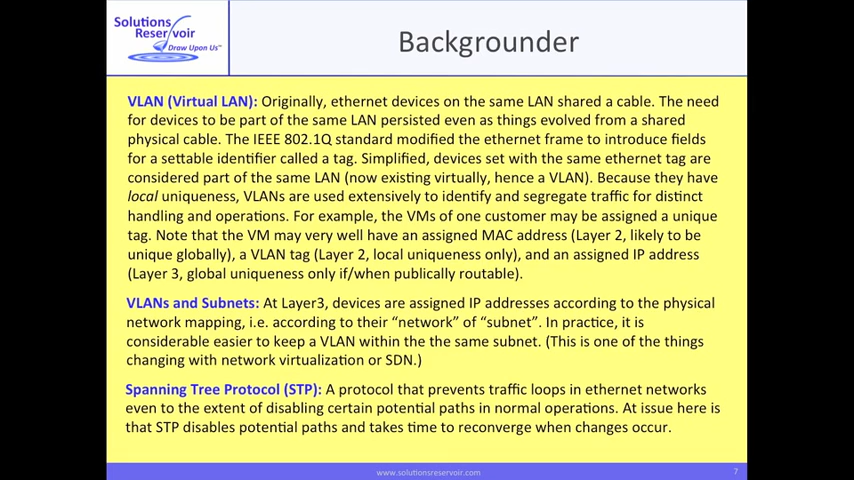 Solutions
Reservoir
Draw Upon Us™
Backgrounder
VLAN (Virtual LAN): Originally, ethernet devices on the same LAN shared a cable. The need
for devices to be part of the same LAN persisted even as things evolved from a shared
physical cable. The IEEE 802.1Q standard modified the ethernet frame to introduce fields
for a settable identifier called a tag. Simplified, devices set with the same ethernet tag are
considered part of the same LAN (now existing virtually, hence a VLAN). Because they have
local uniqueness, VLANs are used extensively to identify and segregate traffic for distinct
handling and operations. For example, the VMs of one customer may be assigned a unique
tag. Note that the VM may very well have an assigned MAC address (Layer 2, likely to be
unique globally), a VLAN tag (Layer 2, local uniqueness only), and an assigned IP address
(Layer 3, global uniqueness only if/when publically routable).
VLANs and Subnets: At Layer3, devices are assigned IP addresses according to the physical
network mapping, i.e. according to their “network” of “subnet”. In practice, it is
considerable easier to keep a VLAN within the the same subnet. (This is one of the things
changing with network virtualization or SDN.)
Spanning Tree Protocol (STP): A protocol that prevents traffic loops in ethernet networks
even to the extent of disabling certain potential paths in normal operations. At issue here is
that STP disables potential paths and takes time to reconverge when changes occur.
www.solutionsreservoir.com
7